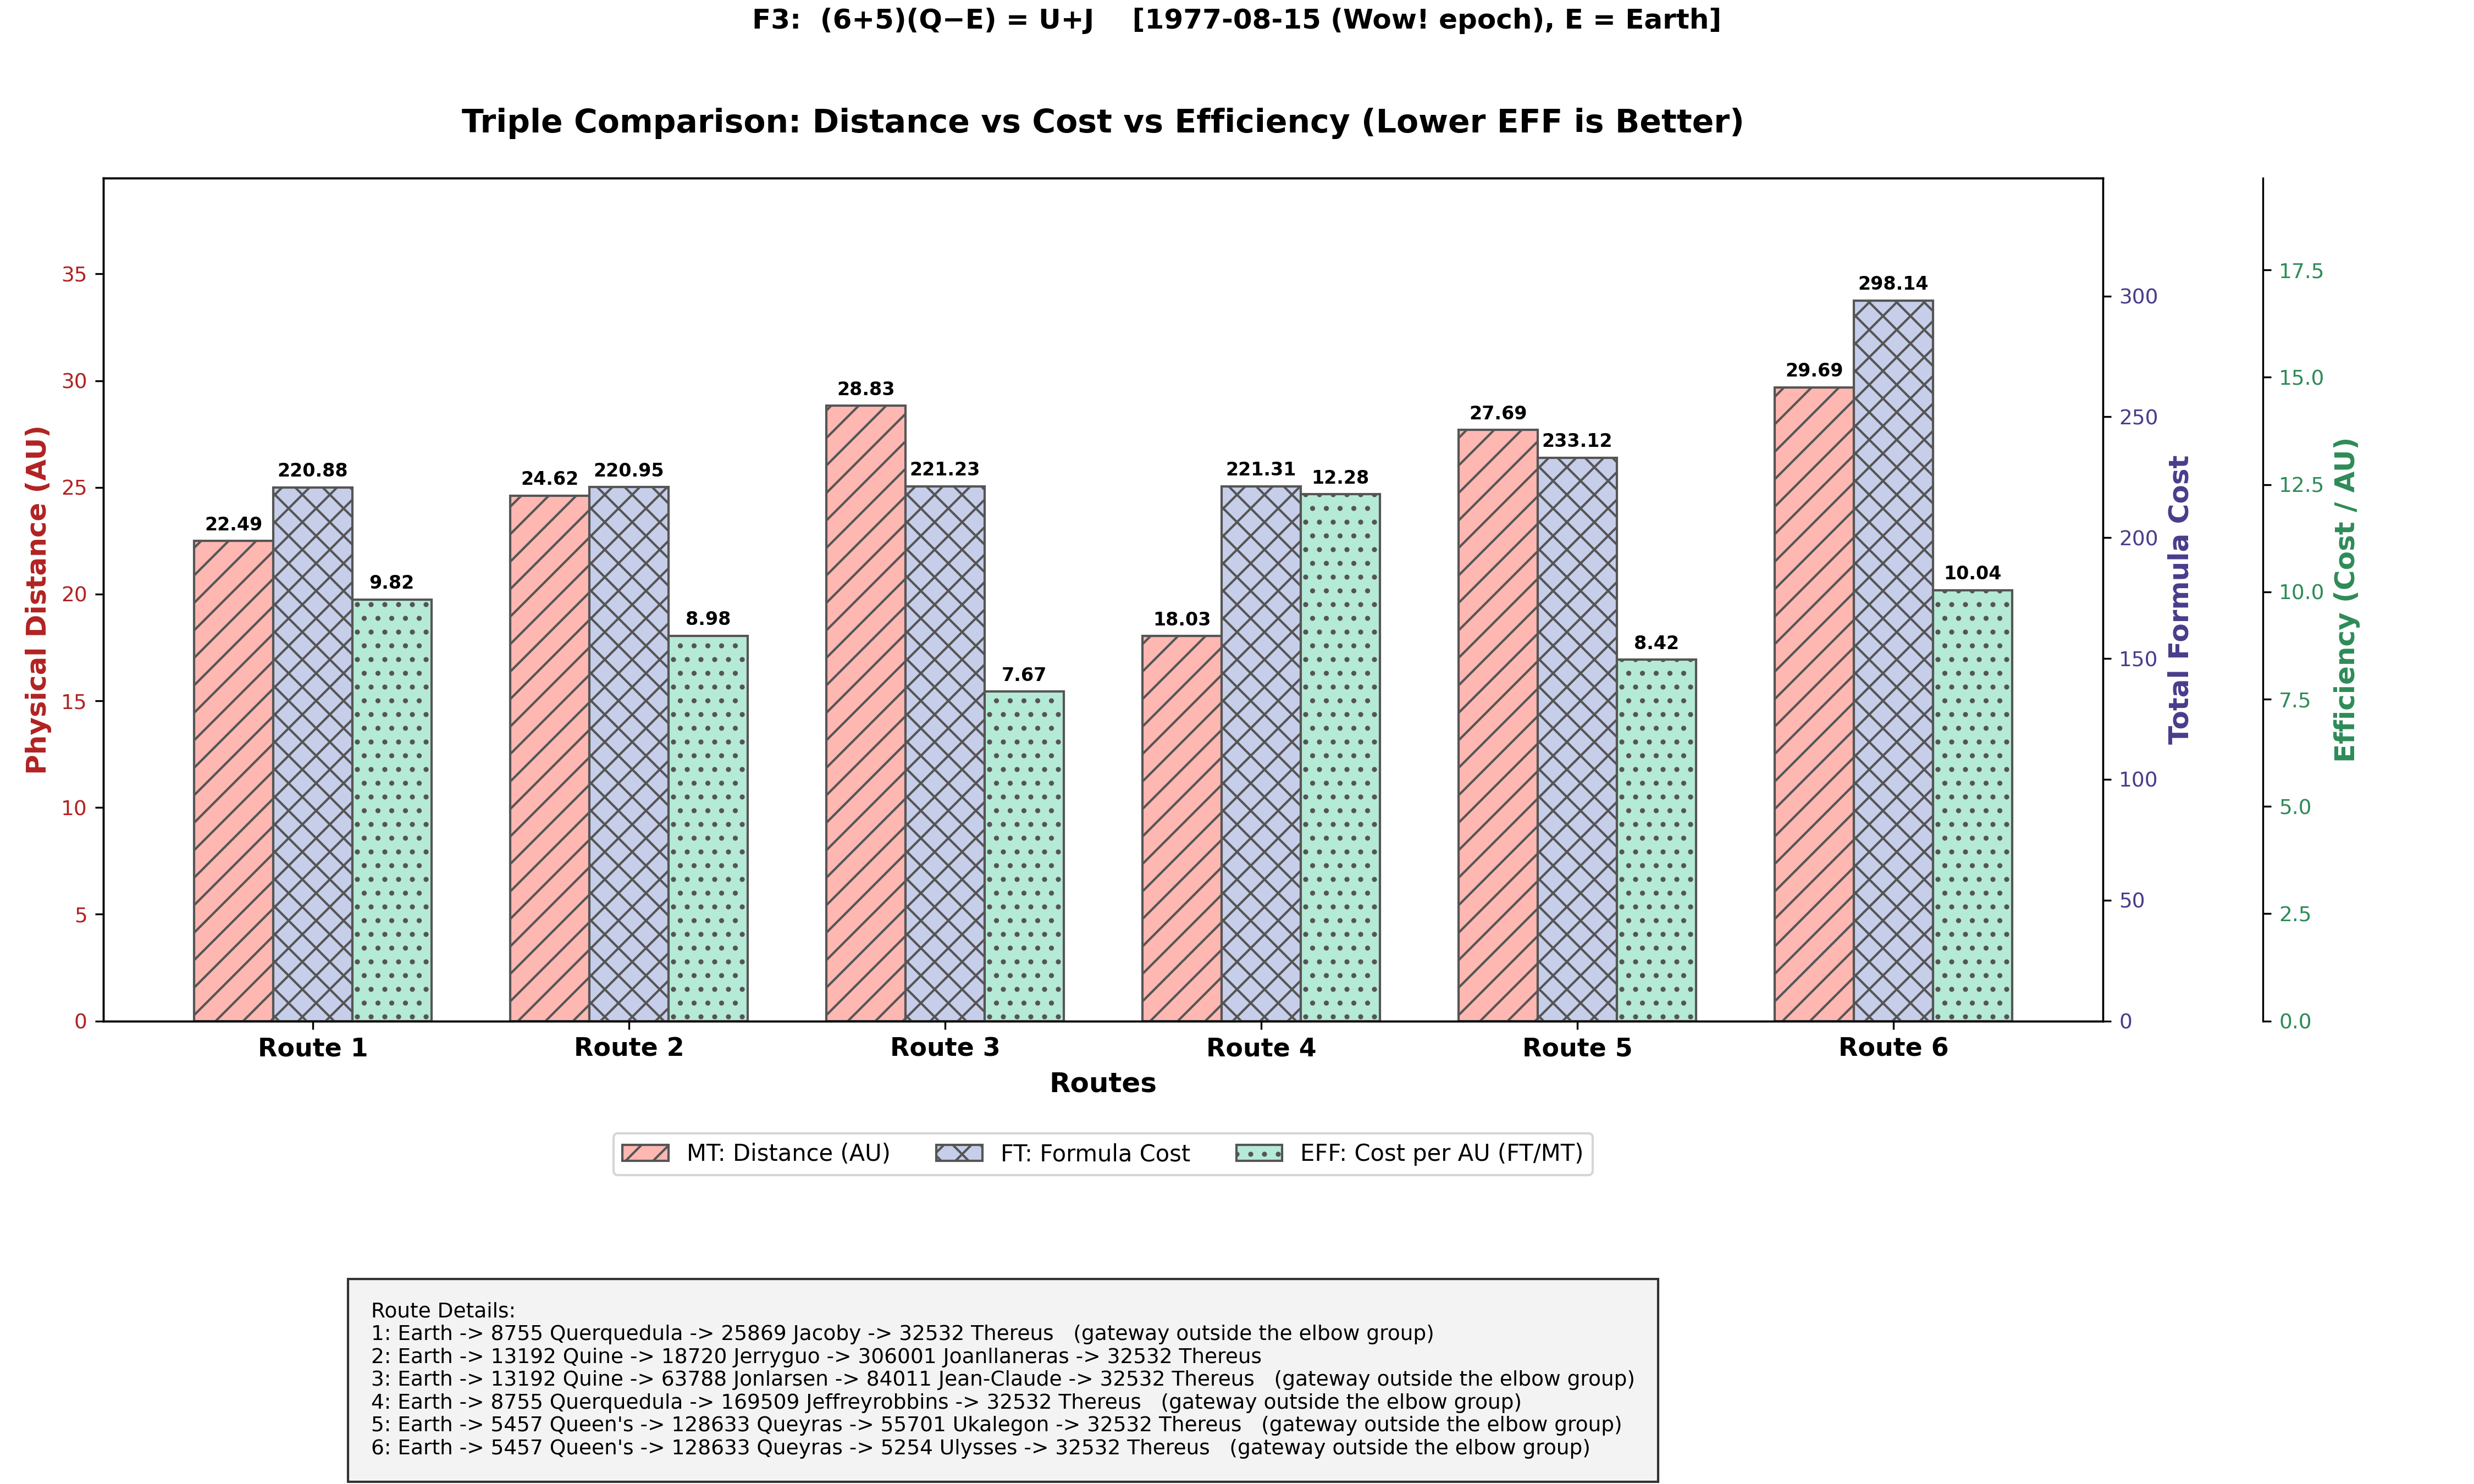 F3:  (6+5)(Q−E) = U+J    [1977-08-15 (Wow! epoch), E = Earth]
Triple Comparison: Distance vs Cost vs Efficiency (Lower EFF is Better)
Physical Distance (AU)
35
30
25
20
15
10
5
0
22.49
220.88
9.82
24.62
220.95
8.98
28.83
221.23
7.67
18.03
221.31
12.28
27.69
233.12
8.42
29.69
298.14
10.04
300
250
200
150
100
50
0
Total Formula Cost
17.5
15.0
12.5
10.0
7.5
5.0
2.5
0.0
Efficiency (Cost / AU)
Route 1
Route 2
Route 3
Route 4
Route 5
Route 6
Routes
MT: Distance (AU)
FT: Formula Cost
EFF: Cost per AU (FT/MT)
Route Details:
1: Earth -> 8755 Querquedula -> 25869 Jacoby -> 32532 Thereus   (gateway outside the elbow group)
2: Earth -> 13192 Quine -> 18720 Jerryguo -> 306001 Joanllaneras -> 32532 Thereus
3: Earth -> 13192 Quine -> 63788 Jonlarsen -> 84011 Jean-Claude -> 32532 Thereus   (gateway outside the elbow group)
4: Earth -> 8755 Querquedula -> 169509 Jeffreyrobbins -> 32532 Thereus   (gateway outside the elbow group)
5: Earth -> 5457 Queen's -> 128633 Queyras -> 55701 Ukalegon -> 32532 Thereus   (gateway outside the elbow group)
6: Earth -> 5457 Queen's -> 128633 Queyras -> 5254 Ulysses -> 32532 Thereus   (gateway outside the elbow group)